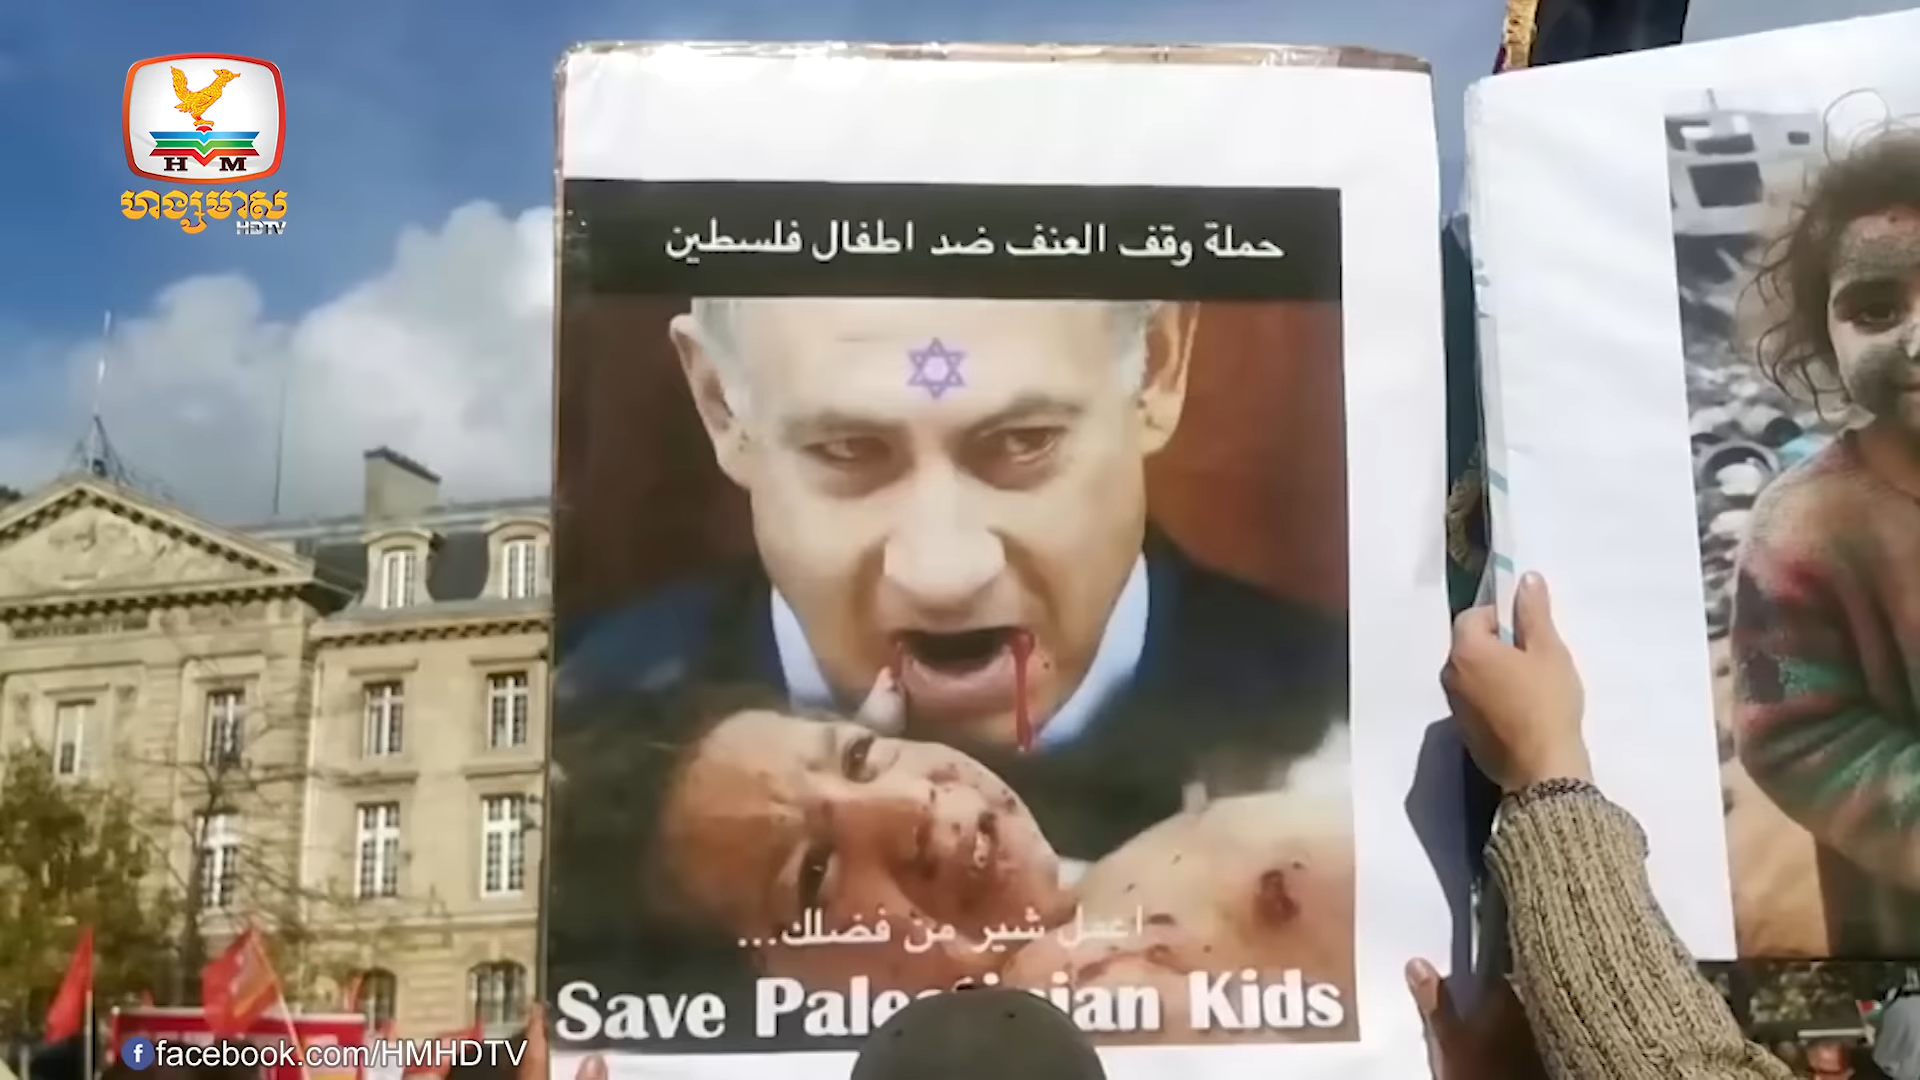 H M
ហង្សមាស
HDTV
حملة وقف العنف ضد اطفال فلسطين
اعمل شير من فضلك...
Save Palestinian Kids
facebook.com/HMHDTV